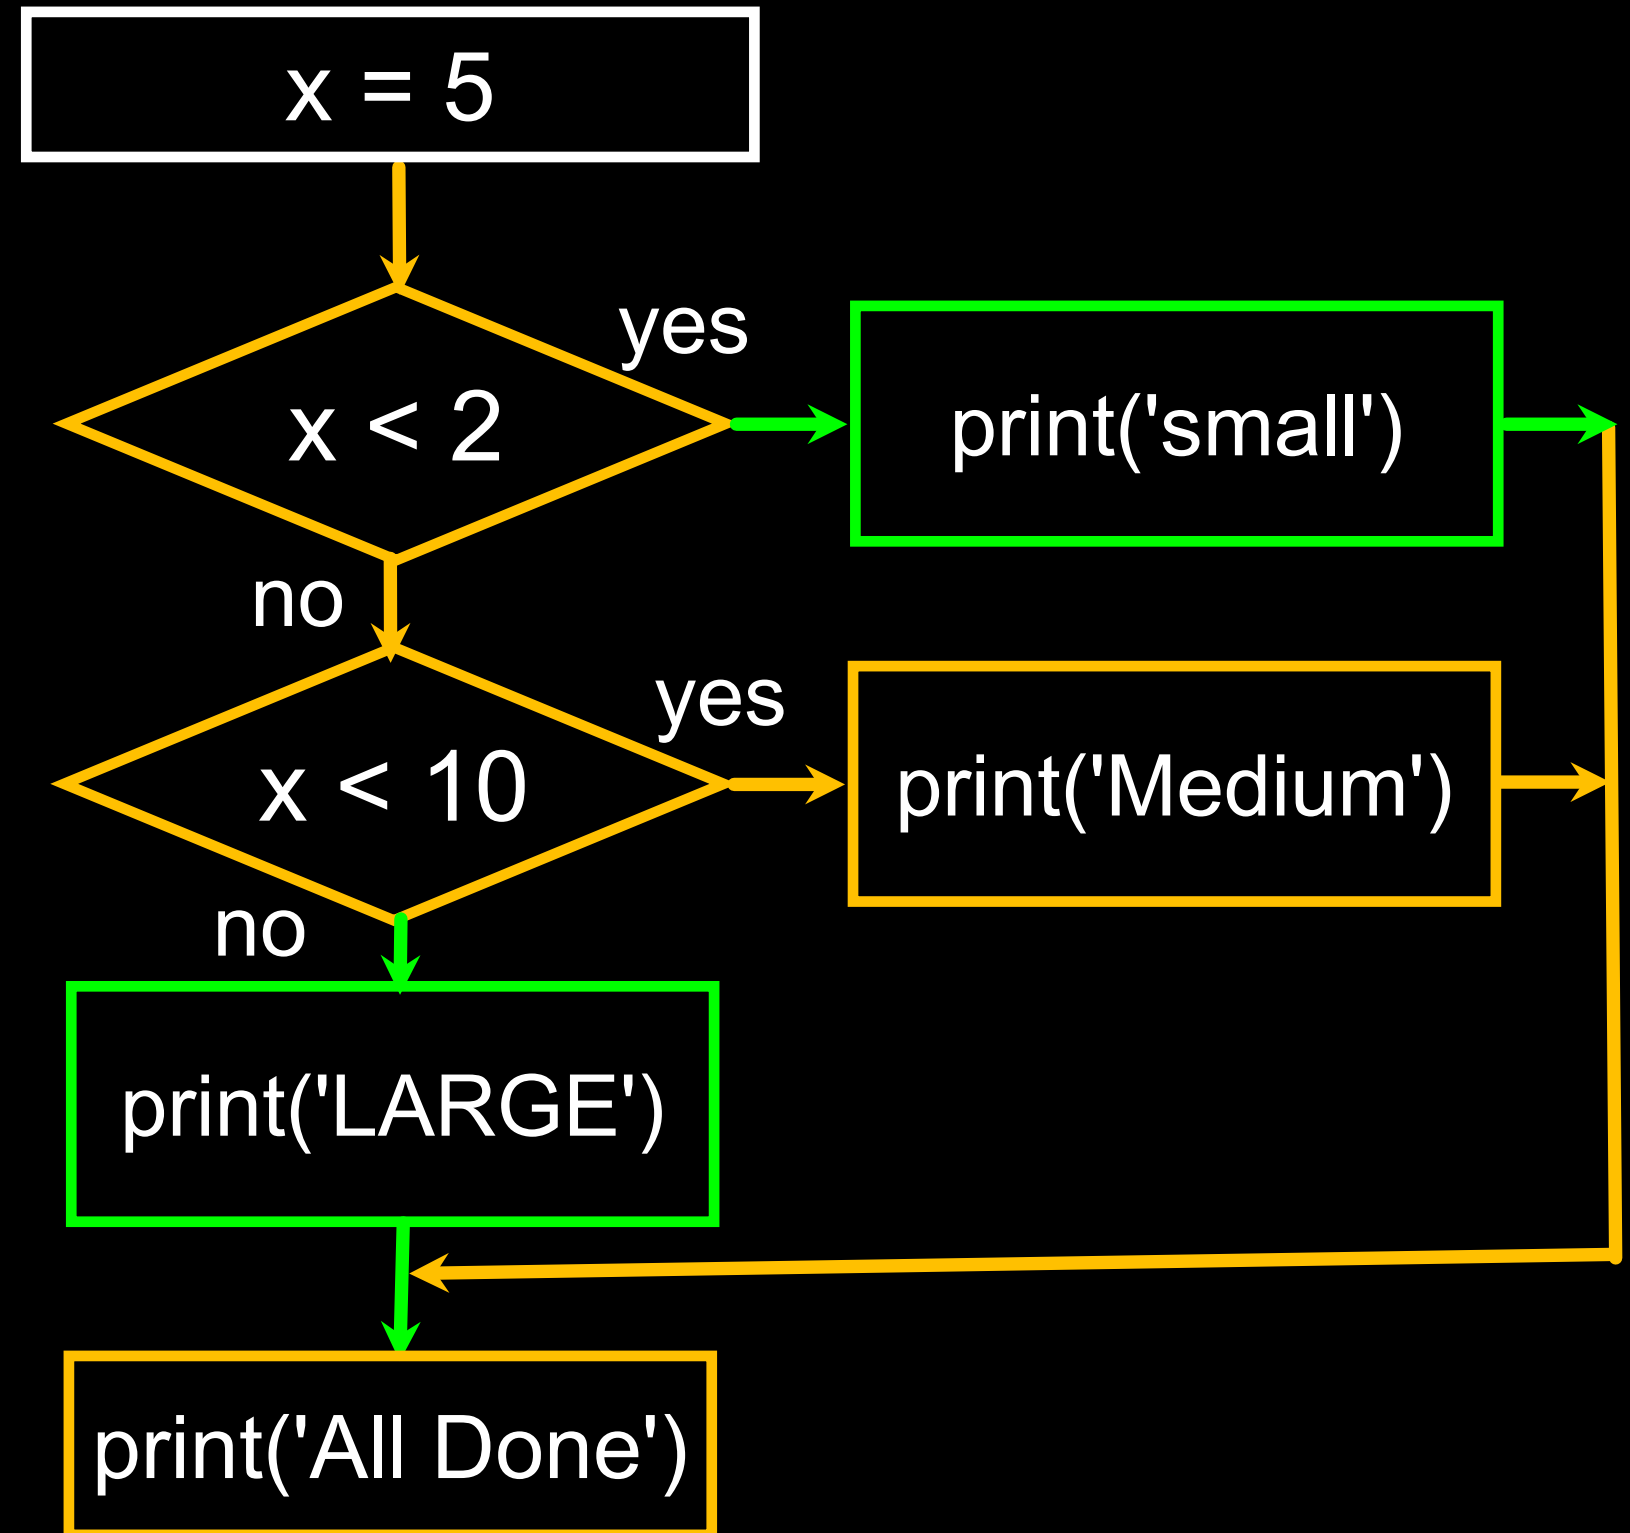 x = 5
yes
x < 2
print('small')
no
yes
x < 10
print('Medium')
no
print('LARGE')
print('All Done')